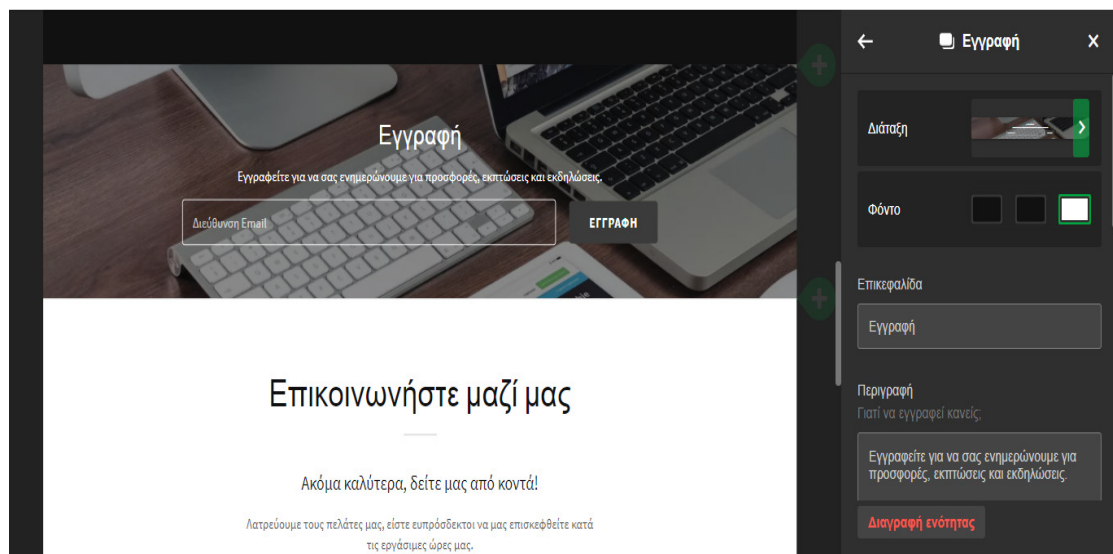 Εγγραφή
Εγγραφείτε για να σας ενημερώνουμε για προσφορές, εκπτώσεις και εκδηλώσεις.
Διεύθυνση Email
ΕΓΓΡΑΦΗ
Επικοινωνήστε μαζί μας
Ακόμα καλύτερα, δείτε μας από κοντά!
Λατρεύουμε τους πελάτες μας, είστε ευπρόσδεκτοι να μας επισκεφθείτε κατά
τις εργάσιμες ώρες μας.
Εγγραφή
Διάταξη
Φόντο
Επικεφαλίδα
Εγγραφή
Περιγραφή
Γιατί να εγγραφεί κανείς;
Εγγραφείτε για να σας ενημερώνουμε για
προσφορές, εκπτώσεις και εκδηλώσεις.
Διαγραφή ενότητας